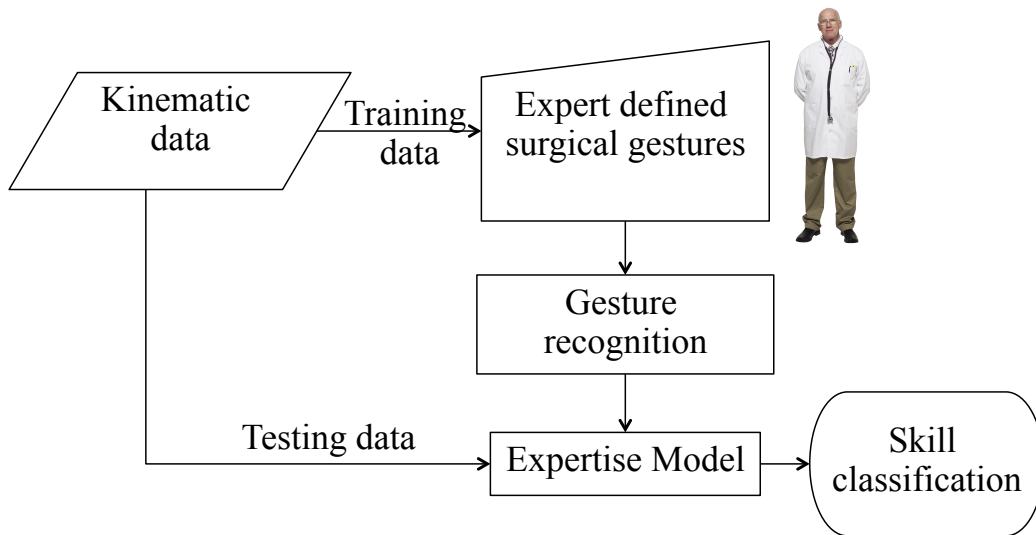 Kinematic
data
Training
data
Expert defined
surgical gestures
Gesture
recognition
Testing data
Expertise Model
Skill
classification